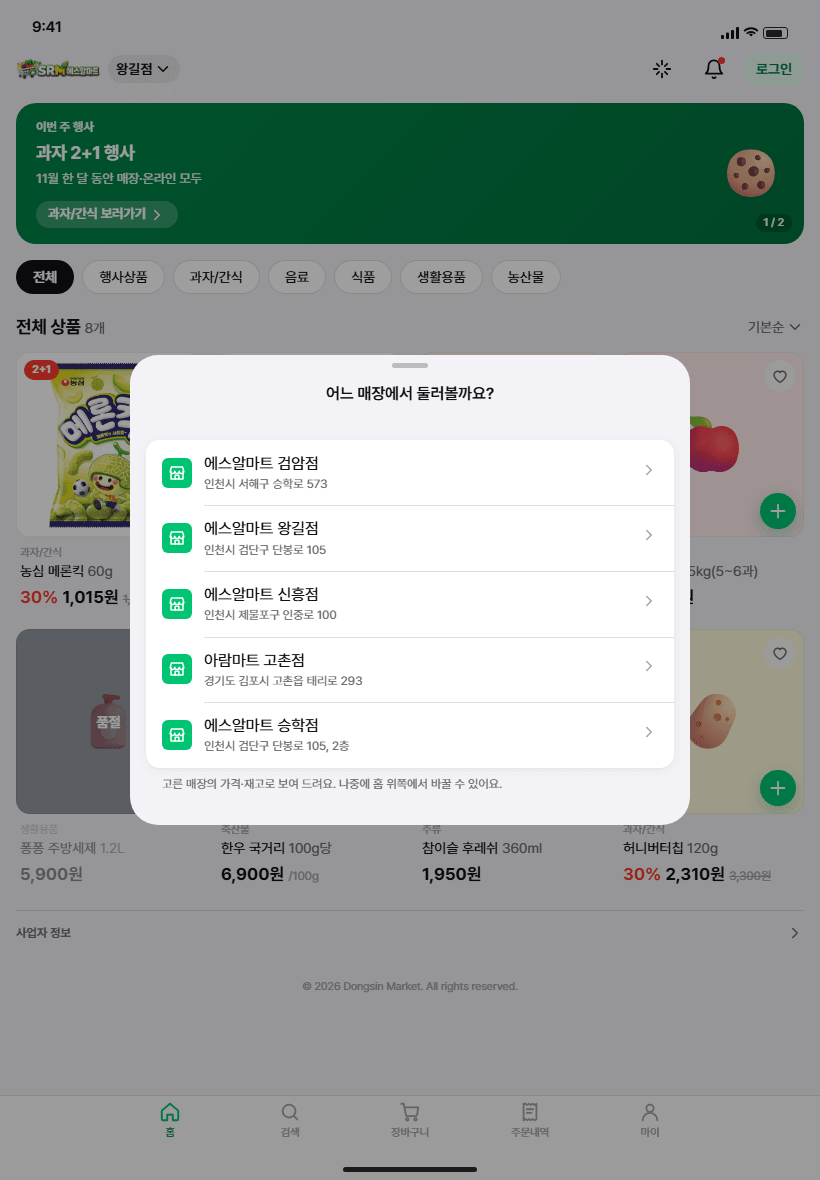 9:41
SRM 에스알마트
왕길점
로그인
이번 주 행사
과자 2+1 행사
11월 한 달 동안 매장·온라인 모두
과자/간식 보러가기
1 / 2
전체
행사상품
과자/간식
음료
식품
생활용품
농산물
전체 상품 8개
기본순
2+1
농심
메론킥
어느 매장에서 둘러볼까요?
에스알마트 검암점
인천시 서해구 승학로 573
에스알마트 왕길점
인천시 검단구 단봉로 105
에스알마트 신흥점
인천시 제물포구 인중로 100
아람마트 고촌점
경기도 김포시 고촌읍 태리로 293
에스알마트 승학점
인천시 검단구 단봉로 105, 2층
고른 매장의 가격·재고로 보여 드려요. 나중에 홈 위쪽에서 바꿀 수 있어요.
과자/간식
농심 메론킥 60g
30% 1,015원
5kg(5~6과)
품절
생활용품
퐁퐁 주방세제 1.2L
5,900원
축산물
한우 국거리 100g당
6,900원 /100g
주류
참이슬 후레쉬 360ml
1,950원
과자/간식
허니버터칩 120g
30% 2,310원 3,300원
사업자 정보
© 2026 Dongsin Market. All rights reserved.
홈
검색
장바구니
주문내역
마이